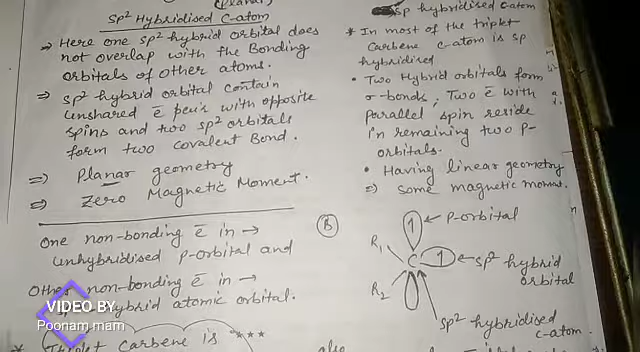 (Planar)
Sp² Hybridised C-atom
⇒ Here one sp² hybrid orbital does
not overlap with the Bonding
orbitals of other atoms.
⇒ sp² hybrid orbital contain
unshared ē peir's with opposite
spins and two sp² orbitals
form two covalent Bond.
⇒ Planar geometry
⇒ Zero Magnetic Moment.
One non-bonding ē in →
unhybridised p-orbital and
Other non-bonding ē in →
hybrid atomic orbital.
Triplet carbene is ***
sp hybridised C-atom
* In most of the triplet
Carbene c-atom is sp
hybridised
• Two Hybrid orbitals form
σ-bonds, Two ē with
parallel spin reside
in remaining two P-
orbitals.
• Having linear geometry
⇒ Some magnetic moment.
(B)
1 ← P-orbital
R₁
C 1 ← sp² hybrid
orbital
R₂
sp² hybridised
c-atom.
also
VIDEO BY
Poonam mam